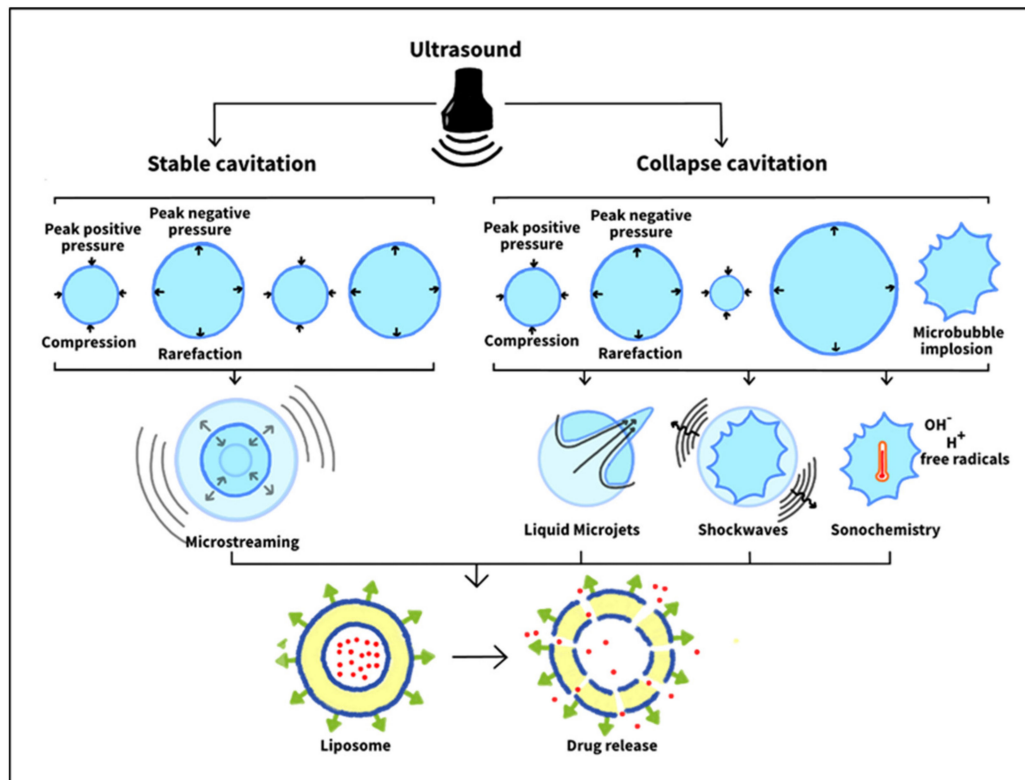 Ultrasound
Stable cavitation
Collapse cavitation
Peak positive
pressure
Peak negative
pressure
Compression
Rarefaction
Peak positive
pressure
Peak negative
pressure
Compression
Rarefaction
Microbubble
implosion
Microstreaming
Liquid Microjets
Shockwaves
OH⁻
H⁺
free radicals
Sonochemistry
Liposome
Drug release